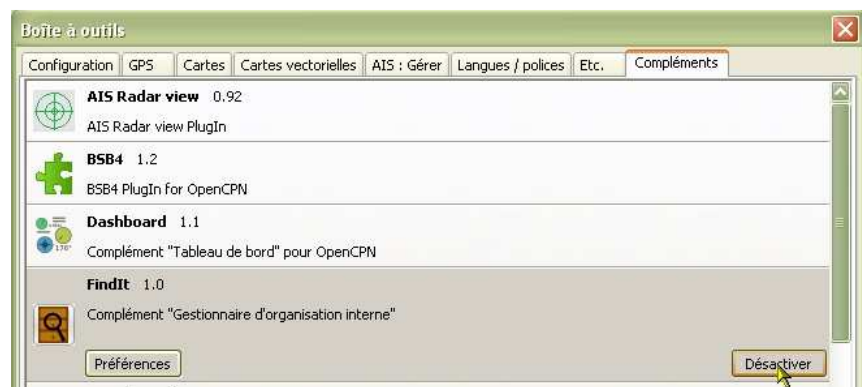 Boîte à outils
Configuration GPS Cartes Cartes vectorielles AIS : Gérer Langues / polices Etc. Compléments
AIS Radar view 0.92
AIS Radar view PlugIn
BSB4 1.2
BSB4 PlugIn for OpenCPN
Dashboard 1.1
Complément "Tableau de bord" pour OpenCPN
FindIt 1.0
Complément "Gestionnaire d'organisation interne"
Préférences Désactiver